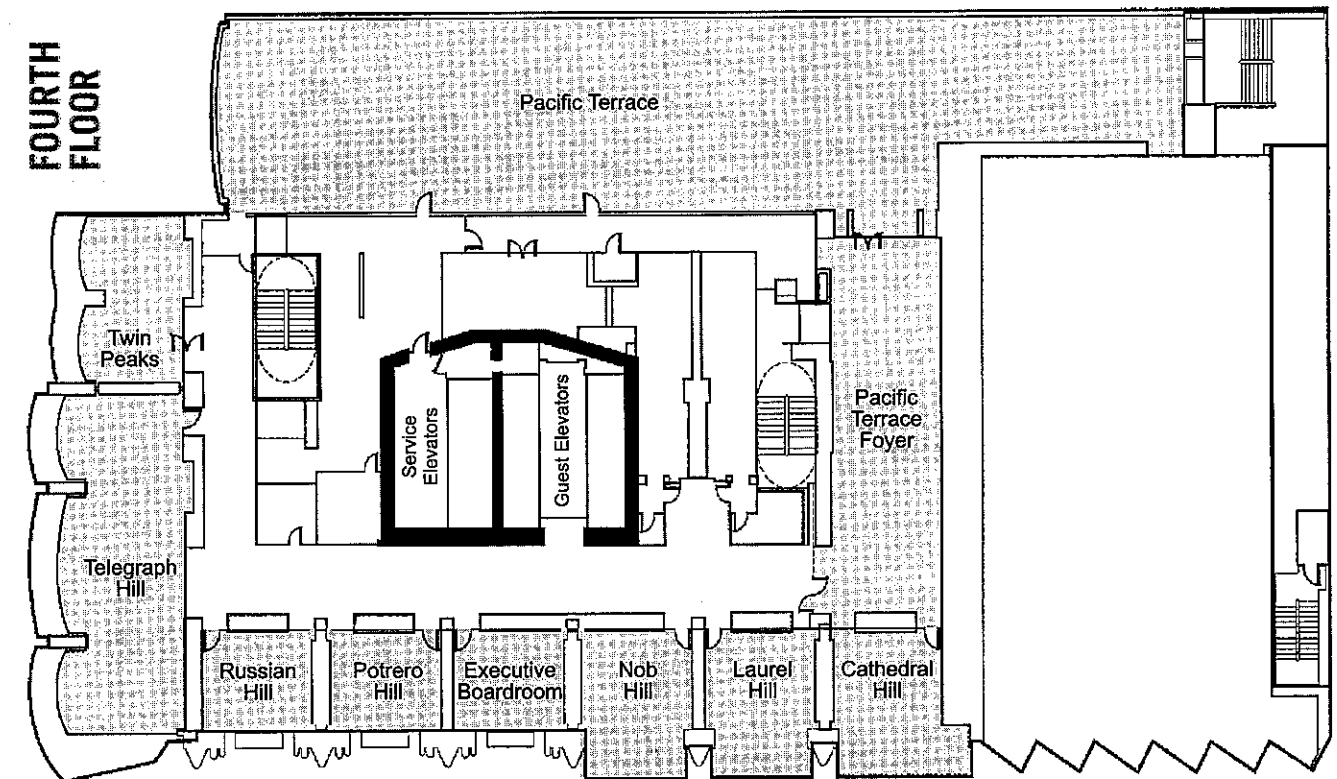 FOURTH
FLOOR
Pacific Terrace
Twin
Peaks
Pacific
Terrace
Foyer
Service
Elevators
Guest Elevators
Telegraph
Hill
Russian
Hill
Potrero
Hill
Executive
Boardroom
Nob
Hill
Laurel
Hill
Cathedral
Hill